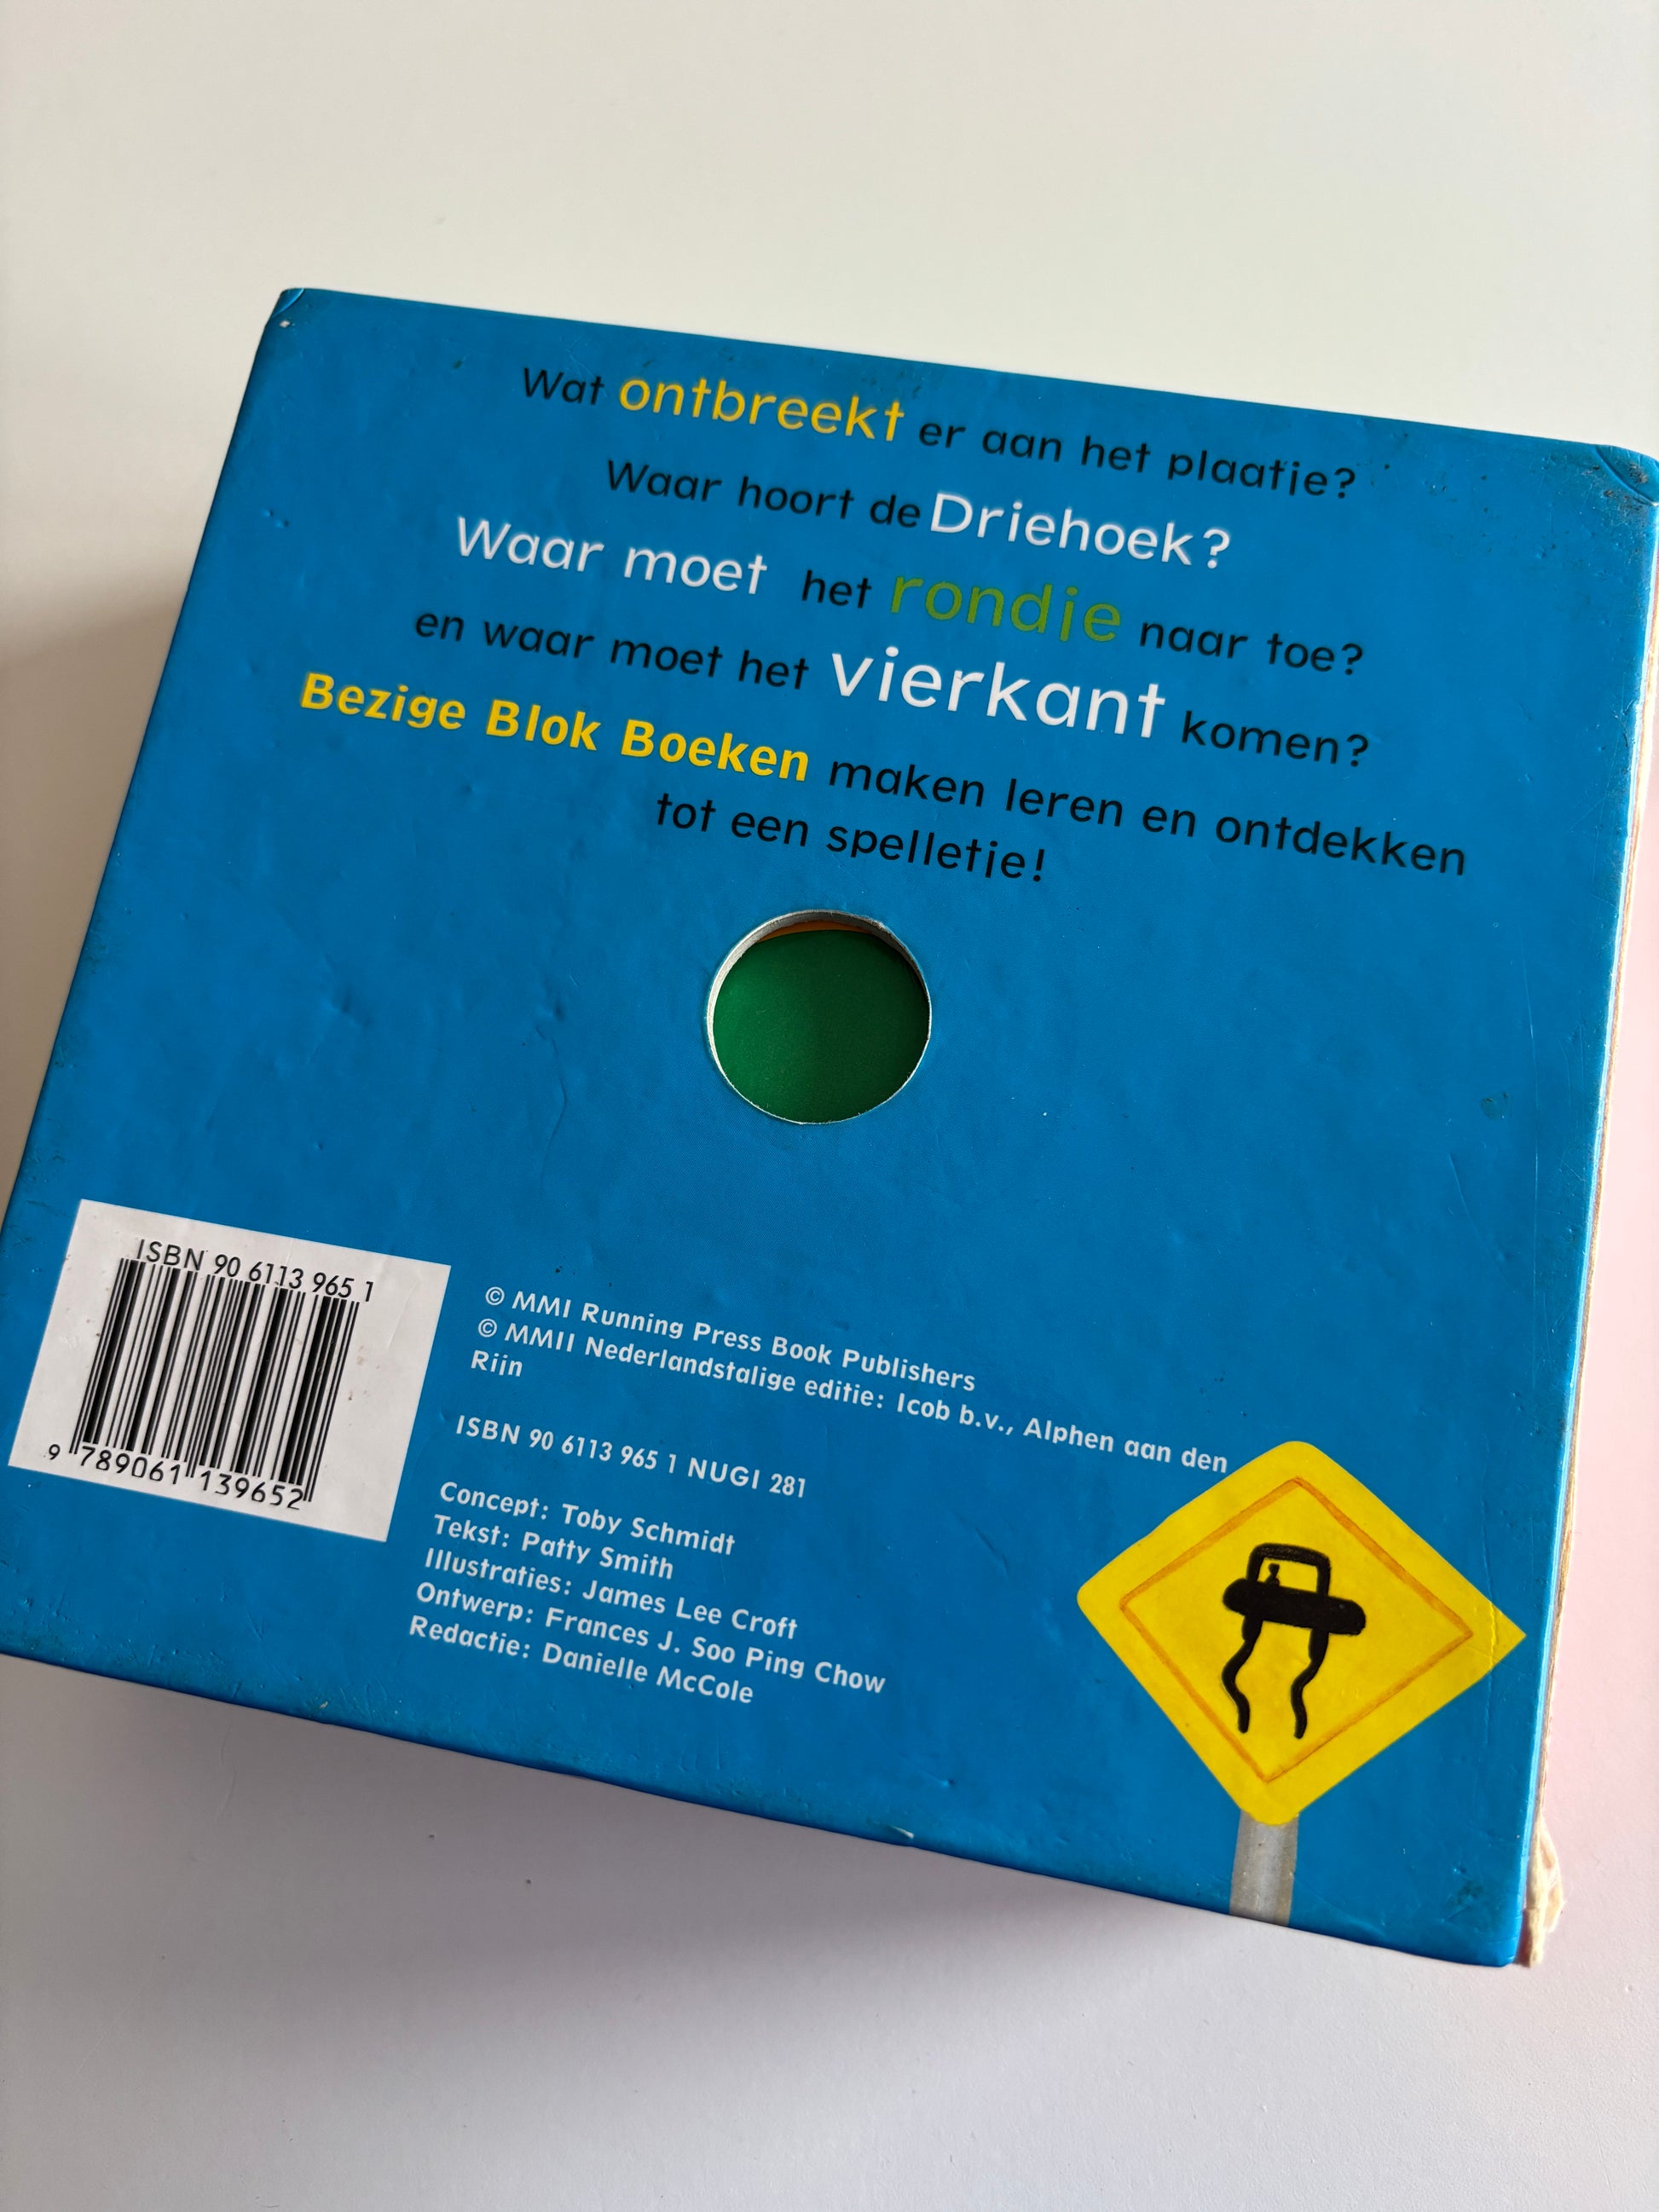 Wat ontbreekt er aan het plaatje?
Waar hoort de Driehoek?
Waar moet het rondje naar toe?
en waar moet het vierkant komen?
Bezige Blok Boeken maken leren en ontdekken
tot een spelletje!
ISBN 90 6113 965 1
9 789061 139652
© MMI Running Press Book Publishers
© MMII Nederlandstalige editie: Icob b.v., Alphen aan den
Rijn
ISBN 90 6113 965 1 NUGI 281
Concept: Toby Schmidt
Tekst: Patty Smith
Illustraties: James Lee Croft
Ontwerp: Frances J. Soo Ping Chow
Redactie: Danielle McCole